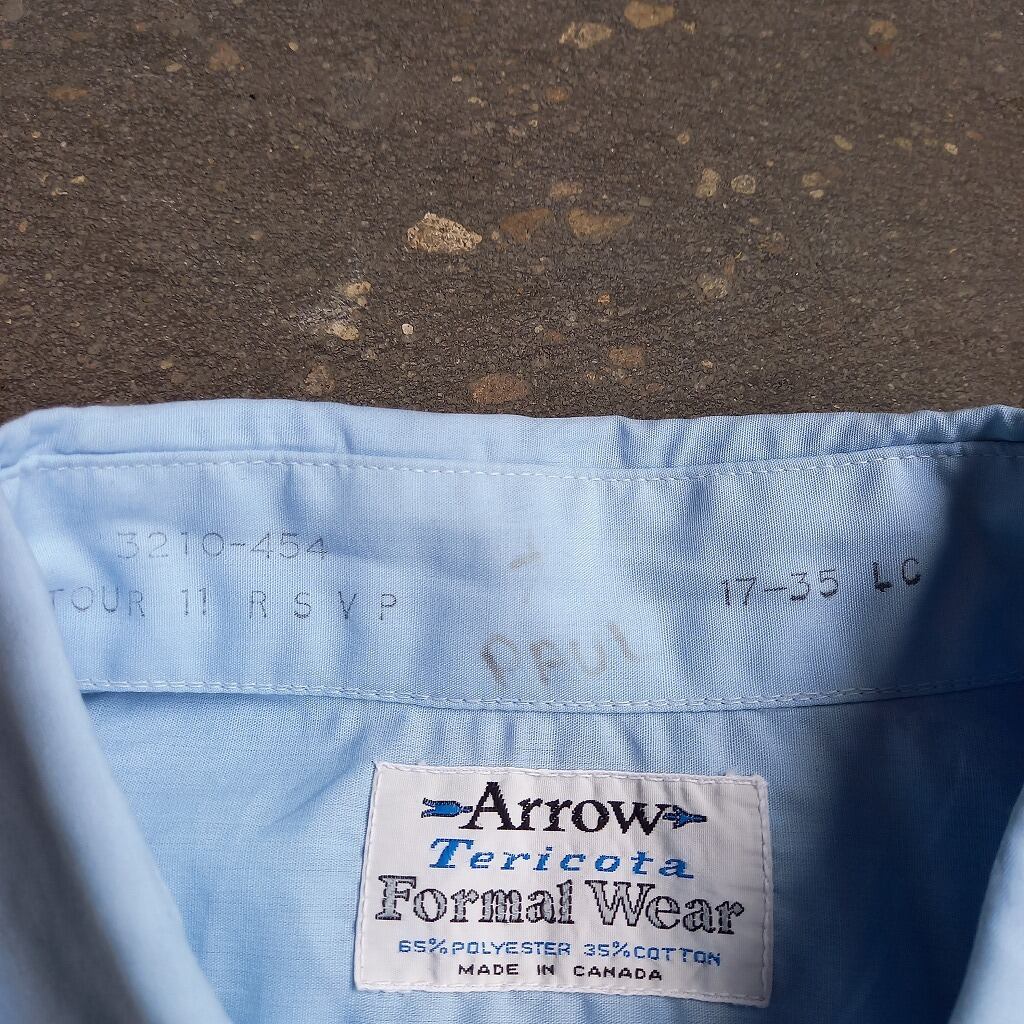 3210-454
TOUR 11 R S V P
17-35 LC
PAUL
Arrow
Tericota
Formal Wear
65% POLYESTER 35% COTTON
MADE IN CANADA